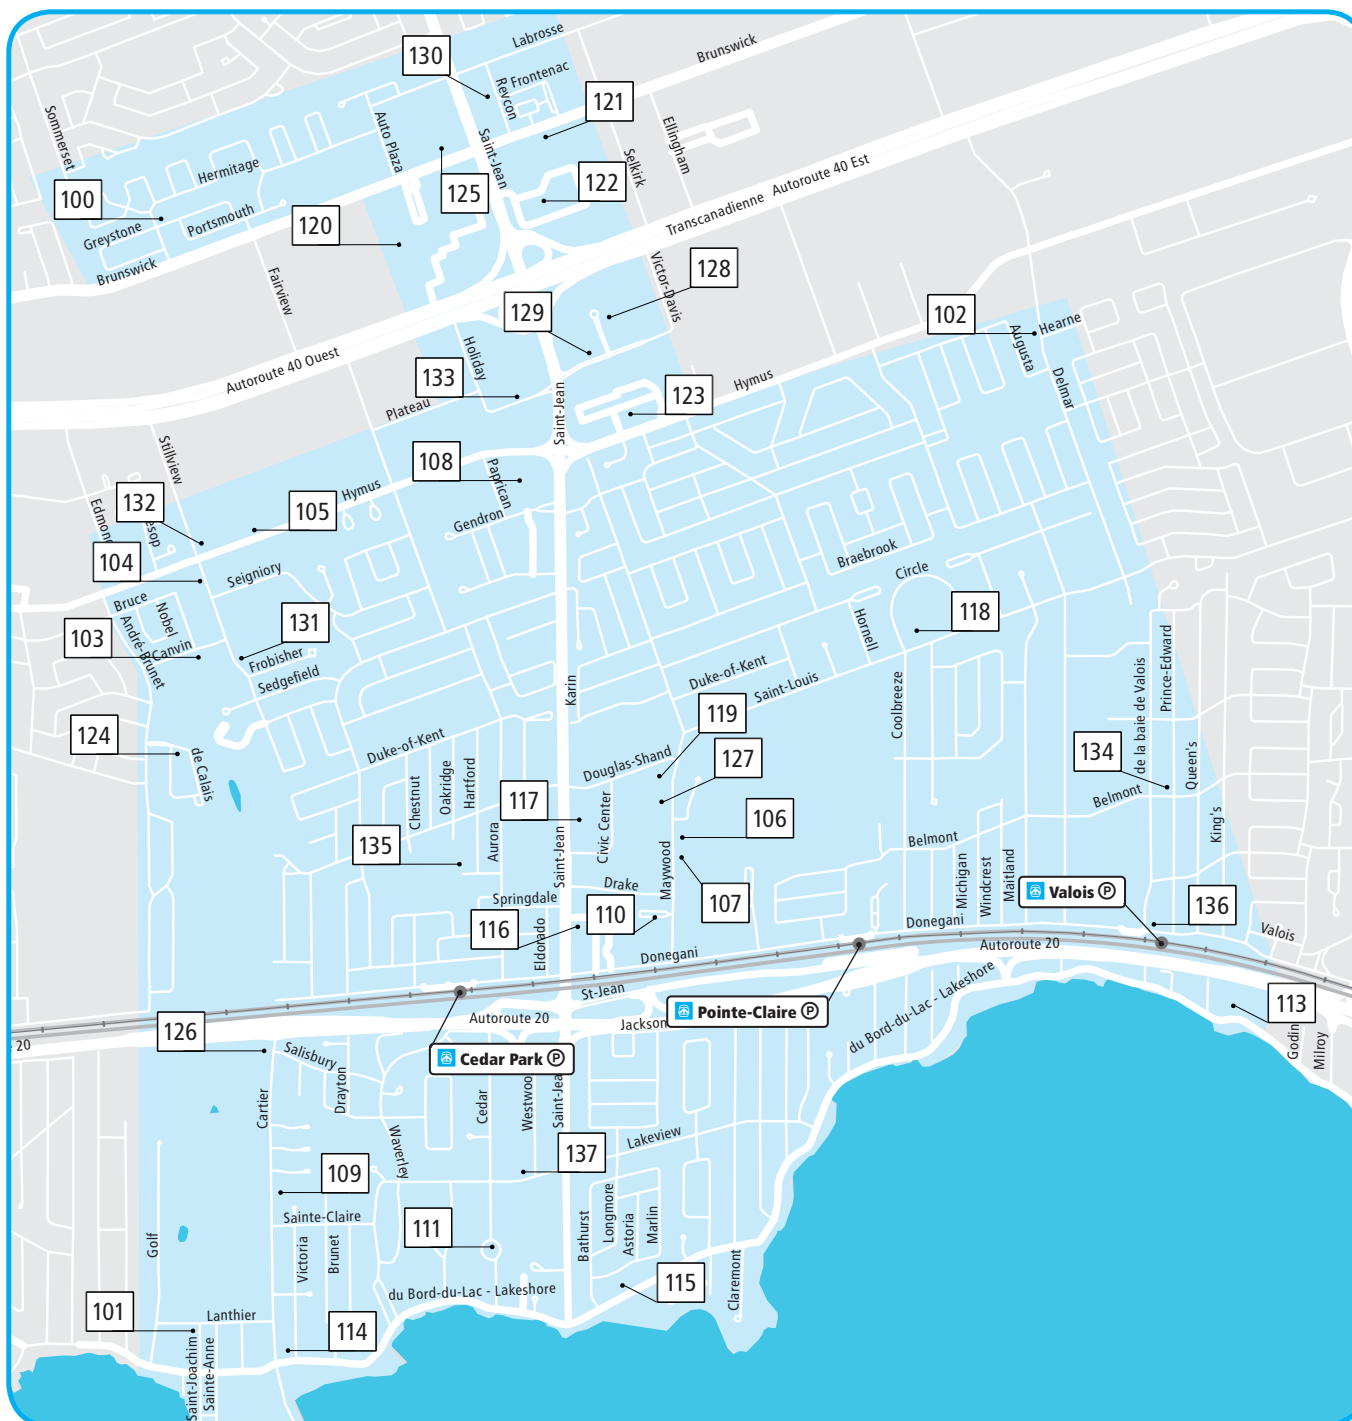 Labrosse
Brunswick
130
Frontenac
Revcon
121
Sommerset
Auto Plaza
Ellingham
Saint-Jean
Selkirk
Hermitage
Autoroute 40 Est
125
122
100
Portsmouth
Transcanadienne
Greystone
120
Brunswick
Fairview
Victor-Davis
128
129
102
Hearne
Augusta
Holiday
Autoroute 40 Ouest
133
Hymus
123
Delmar
Plateau
Saint-Jean
Stillview
108
Paprican
Hymus
132
105
Gendron
104
Braebrook
Circle
Seigniory
Bruce
Nobel
118
131
Hornell
103
Canvin
André-Brunet
Frobisher
Prince-Edward
Sedgefield
Duke-of-Kent
Saint-Louis
Karin
Coolbreeze
de la baie de Valois
119
124
Duke-of-Kent
de Calais
Douglas-Shand
127
134
Queen's
Chestnut
Oakridge
Hartford
Belmont
117
Civic Center
106
King's
135
Aurora
Belmont
Saint-Jean
Maywood
Michigan
Windcrest
Maitland
Drake
107
Valois P
Springdale
110
136
116
Donegani
Eldorado
Valois
Donegani
Autoroute 20
St-Jean
Pointe-Claire P
du Bord-du-Lac - Lakeshore
113
Autoroute 20
Jackson
126
20
Godin
Milroy
Salisbury
Cedar Park P
Drayton
Cartier
Cedar
Waverley
Lakeview
137
109
Longmore
Sainte-Claire
Astoria
Marlin
Golf
111
Bathurst
Victoria
Brunet
Claremont
115
du Bord-du-Lac - Lakeshore
101
Lanthier
114
Saint-Joachim
Sainte-Anne